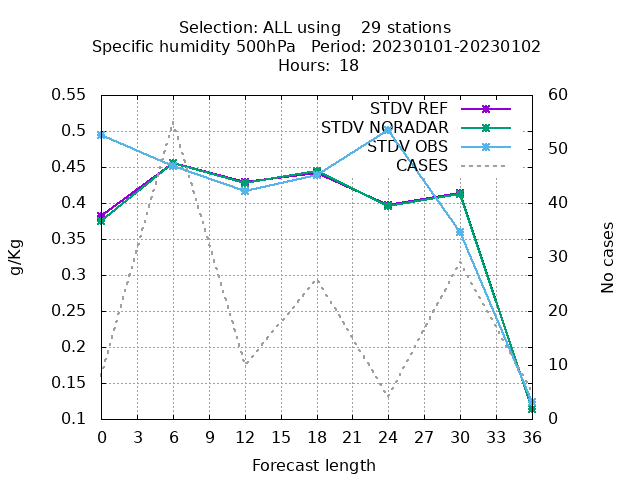 Selection: ALL using    29 stations
Specific humidity 500hPa   Period: 20230101-20230102
Hours: 18
STDV REF
STDV NORADAR
STDV OBS
CASES
0.55
0.5
0.45
0.4
0.35
0.3
0.25
0.2
0.15
0.1
g/Kg
60
50
40
30
20
10
0
No cases
0 3 6 9 12 15 18 21 24 27 30 33 36
Forecast length